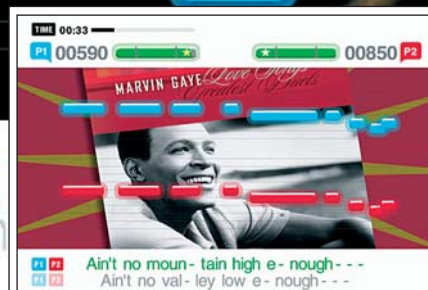 TIME 00:33
P1 00590 00850 P2
MARVIN GAYE Love Songs
Greatest Duets
P1 P2 Ain't no moun- tain high e- nough- - -
P1 P2 Ain't no val- ley low e- nough- - -